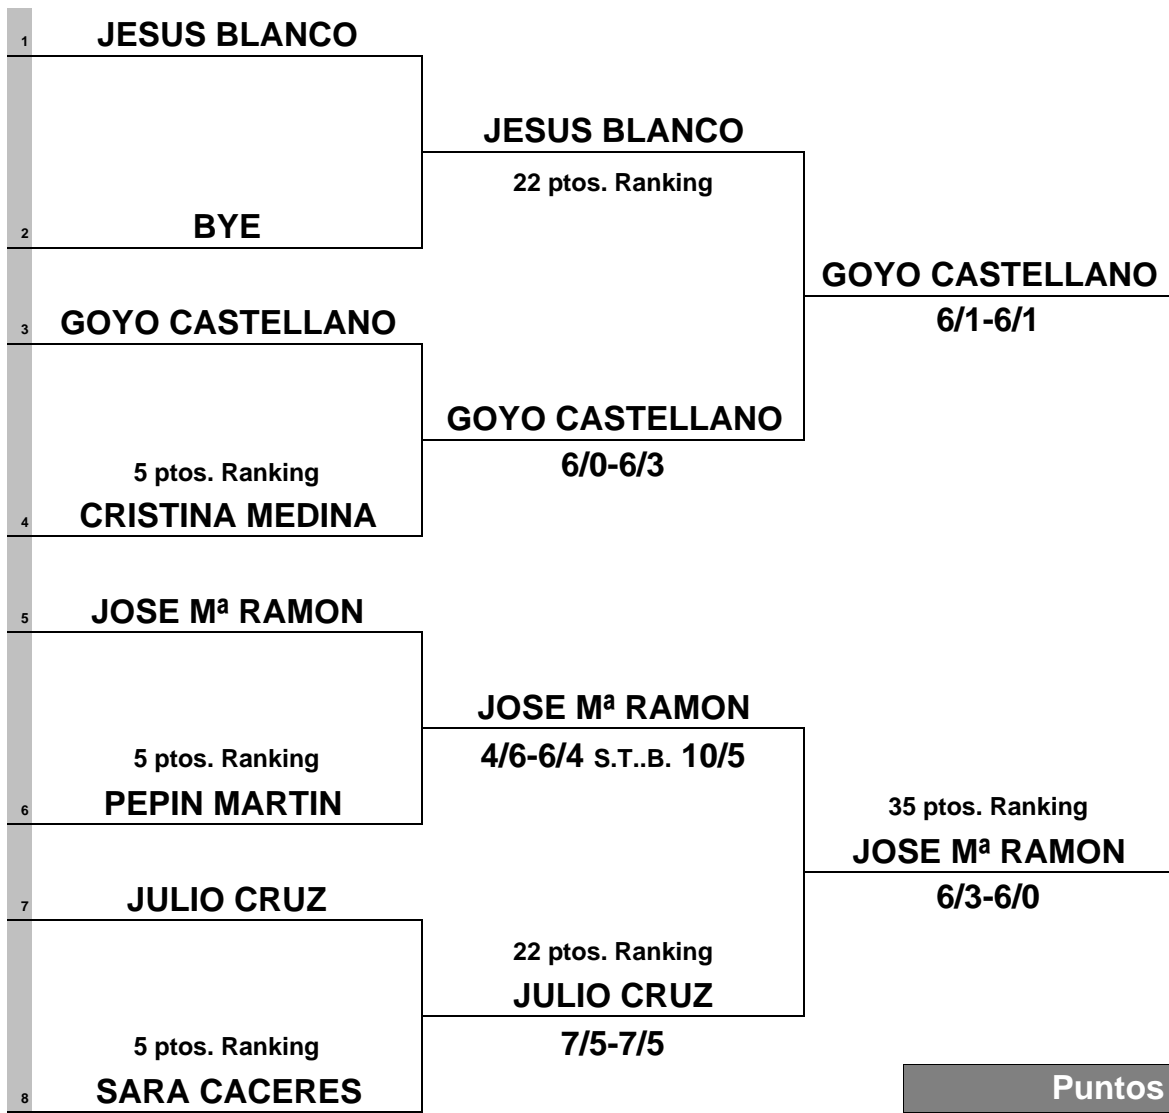 1 JESUS BLANCO
JESUS BLANCO
22 ptos. Ranking
2 BYE
GOYO CASTELLANO
6/1-6/1
3 GOYO CASTELLANO
GOYO CASTELLANO
6/0-6/3
5 ptos. Ranking
4 CRISTINA MEDINA
5 JOSE Mª RAMON
JOSE Mª RAMON
4/6-6/4 S.T..B. 10/5
5 ptos. Ranking
6 PEPIN MARTIN
35 ptos. Ranking
JOSE Mª RAMON
6/3-6/0
7 JULIO CRUZ
22 ptos. Ranking
JULIO CRUZ
7/5-7/5
5 ptos. Ranking
8 SARA CACERES
Puntos